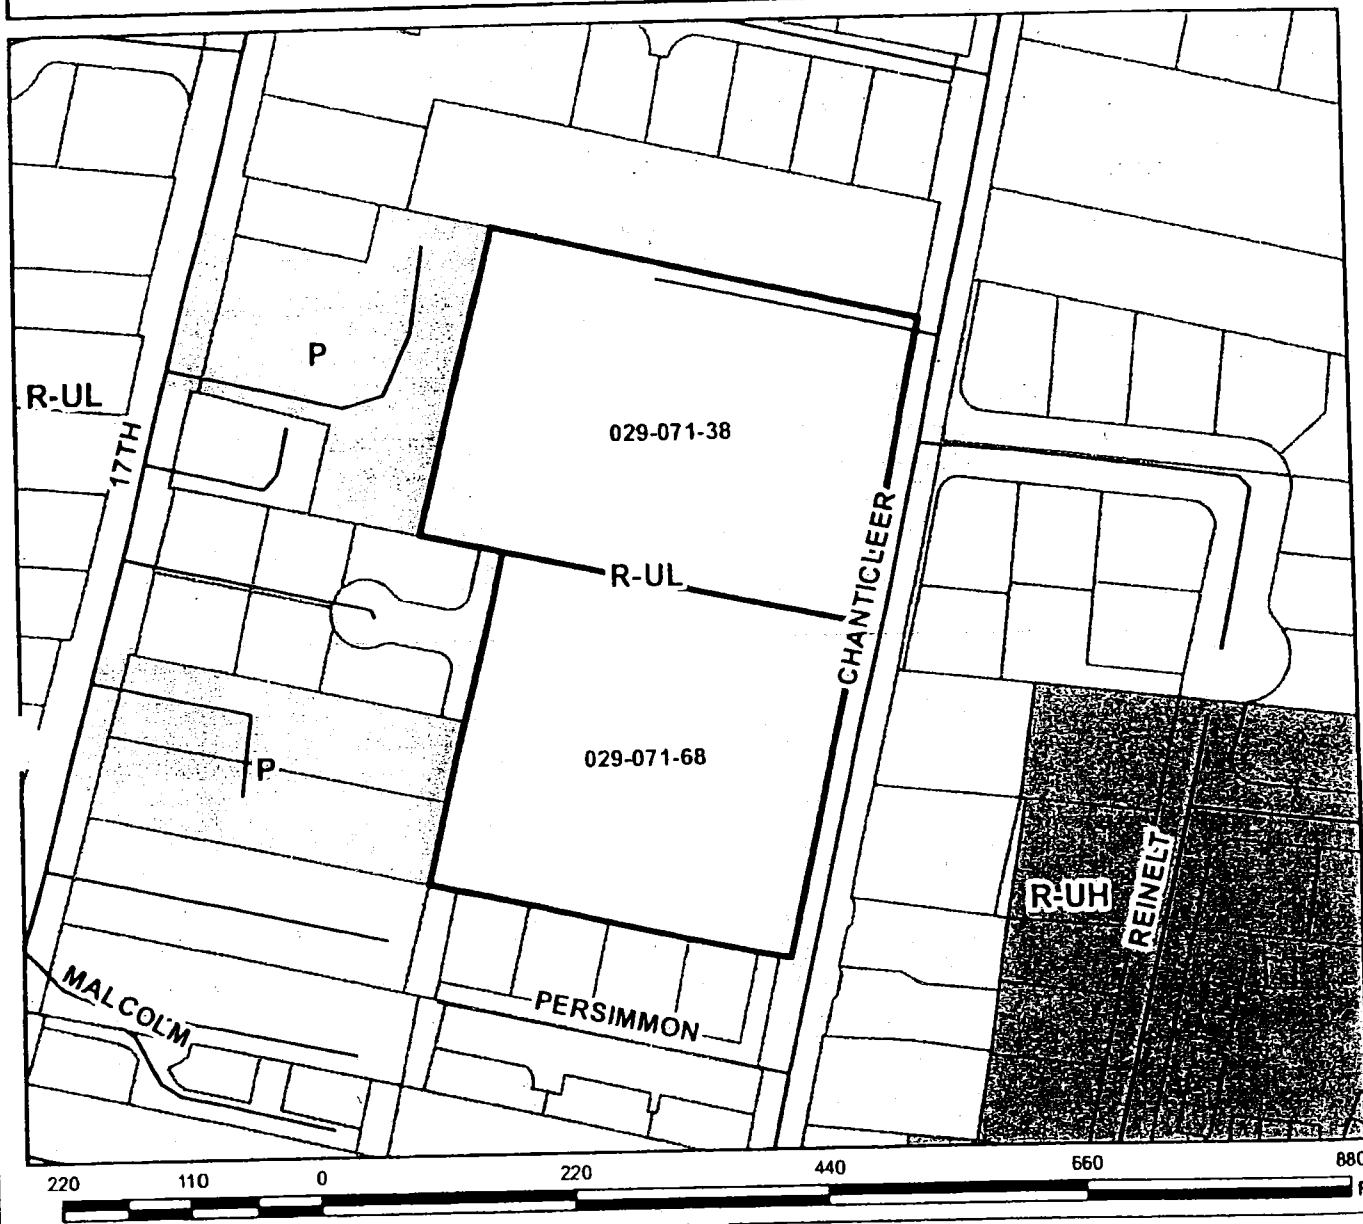 P
R-UL
17TH
029-071-38
CHANTICLEER
R-UL
029-071-68
P
R-UH
REINELT
MALCOLM
PERSIMMON
220 110 0 220 440 660 880